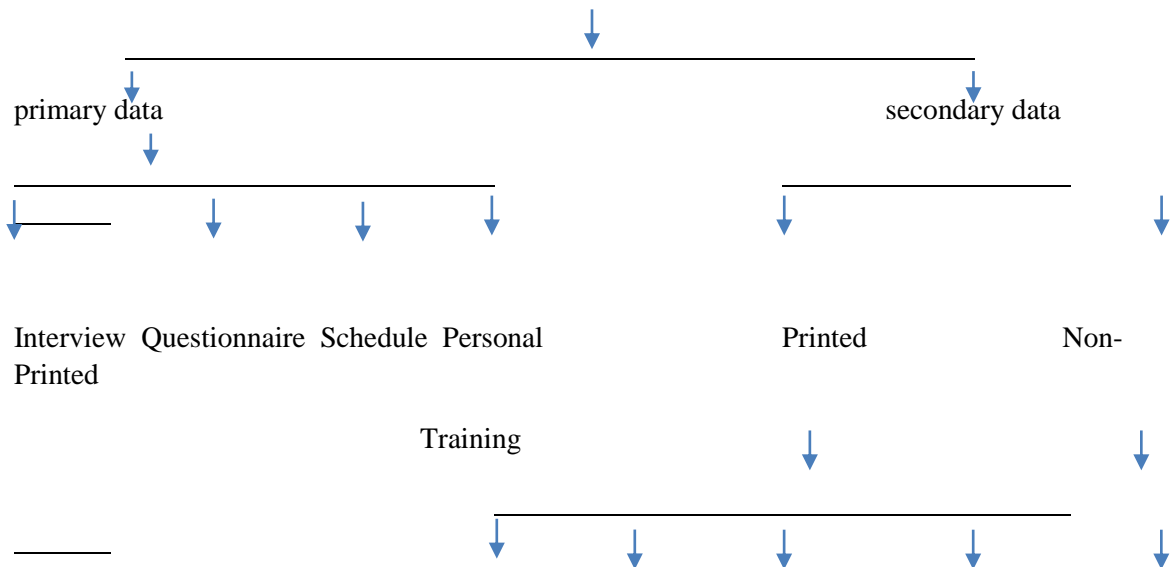 primary data secondary data
Interview Questionnaire Schedule Personal Printed Non-
Printed
Training